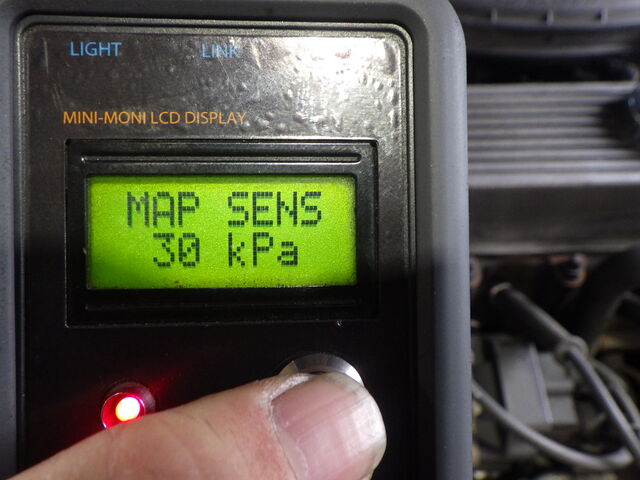 LIGHT LINK
MINI-MONI LCD DISPLAY
MAP SENS
30 kPa